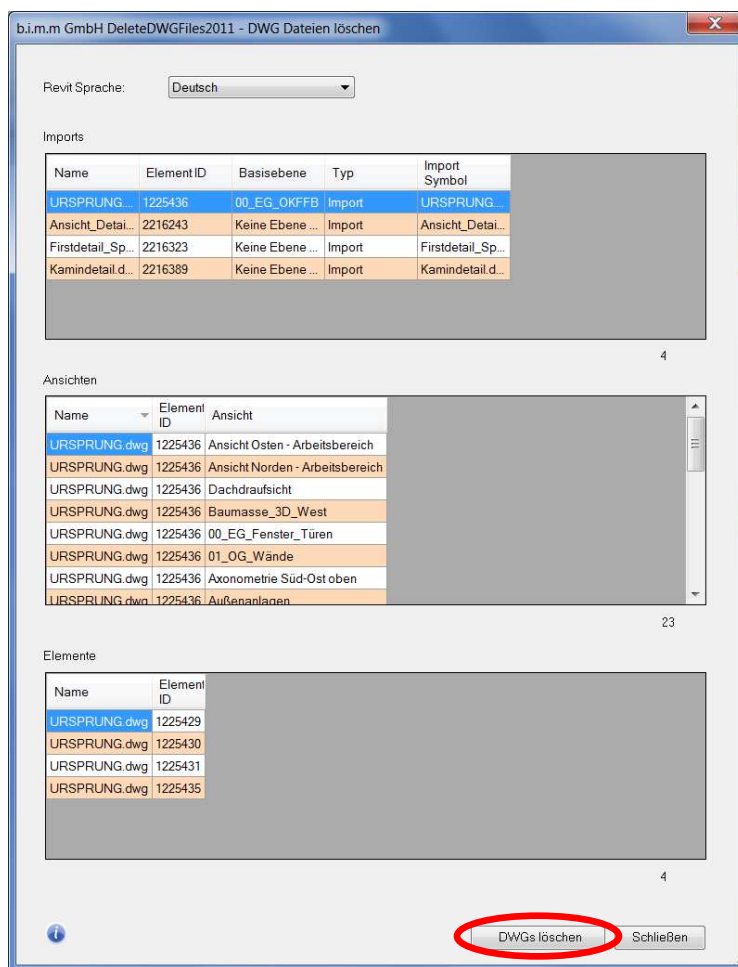 b.i.m.m GmbH DeleteDWGFiles2011 - DWG Dateien löschen
Revit Sprache: Deutsch
Imports
Name Element ID Basisebene Typ Import Symbol
URSPRUNG.... 1225436 00_EG_OKFFB Import URSPRUNG....
Ansicht_Detai... 2216243 Keine Ebene ... Import Ansicht_Detai...
Firstdetail_Sp... 2216323 Keine Ebene ... Import Firstdetail_Sp...
Kamindetail.d... 2216389 Keine Ebene ... Import Kamindetail.d...
4
Ansichten
Name Element ID Ansicht
URSPRUNG.dwg 1225436 Ansicht Osten - Arbeitsbereich
URSPRUNG.dwg 1225436 Ansicht Norden - Arbeitsbereich
URSPRUNG.dwg 1225436 Dachdraufsicht
URSPRUNG.dwg 1225436 Baumasse_3D_West
URSPRUNG.dwg 1225436 00_EG_Fenster_Türen
URSPRUNG.dwg 1225436 01_OG_Wände
URSPRUNG.dwg 1225436 Axonometrie Süd-Ost oben
URSPRUNG.dwg 1225436 Außenanlagen
23
Elemente
Name Element ID
URSPRUNG.dwg 1225429
URSPRUNG.dwg 1225430
URSPRUNG.dwg 1225431
URSPRUNG.dwg 1225435
4
DWGs löschen Schließen